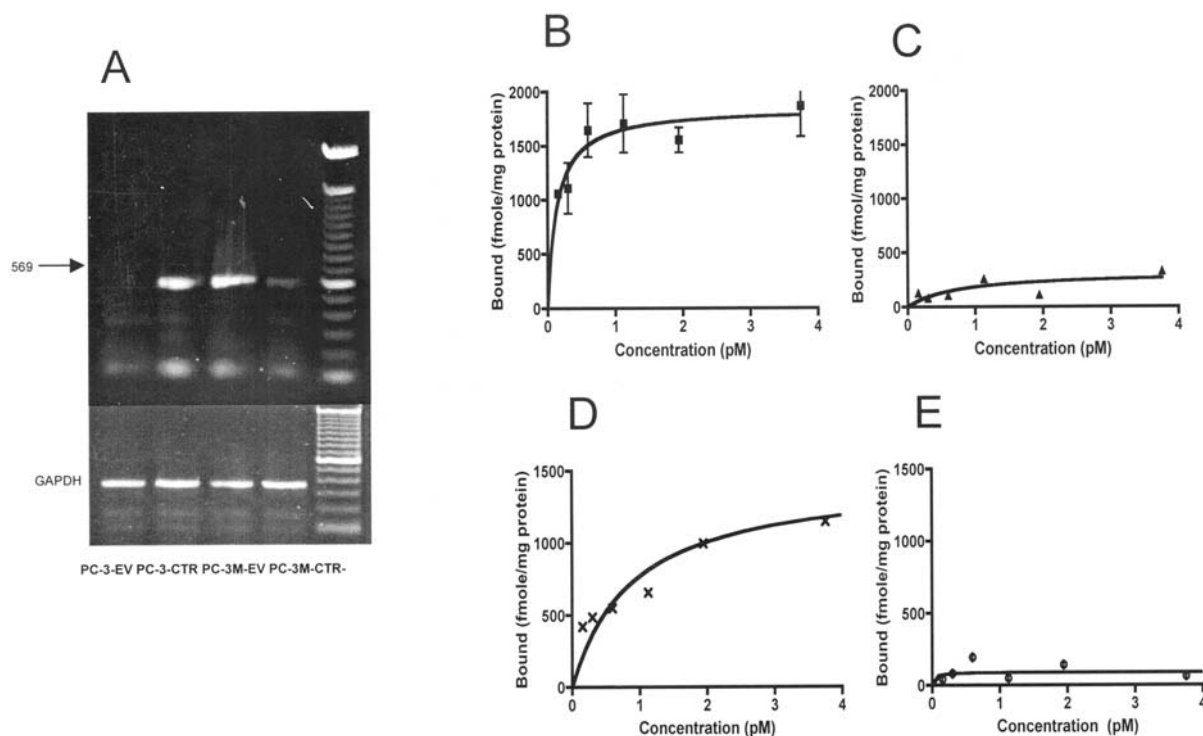 A
569
GAPDH
PC-3-EV PC-3-CTR PC-3M-EV PC-3M-CTR-
B
Bound (fmole/mg protein)
2000
1500
1000
500
0
0 1 2 3 4
Concentration (pM)
C
Bound (fmol/mg protein)
2000
1500
1000
500
0
0 1 2 3 4
Concentration (pM)
D
Bound (fmole/mg protein)
1500
1000
500
0
0 1 2 3 4
Concentration (pM)
E
Bound (fmole/mg protein)
1500
1000
500
0
0 1 2 3 4
Concentration (pM)